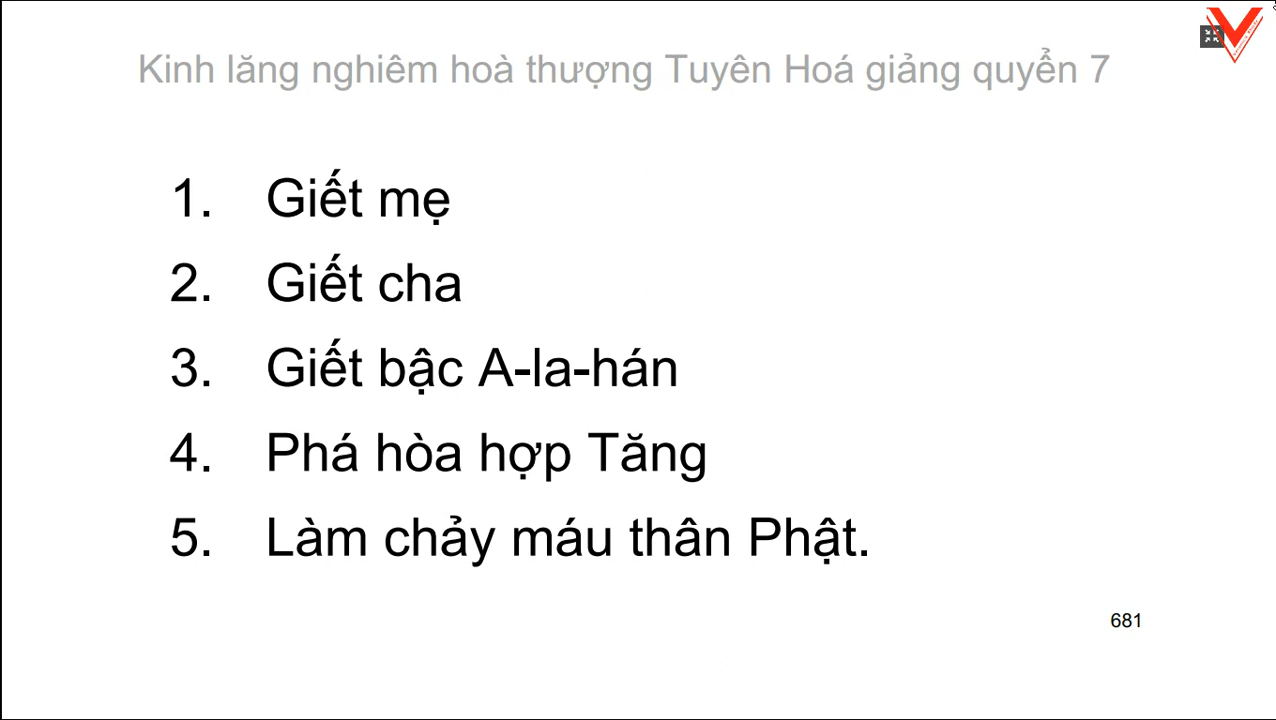 Kinh lăng nghiêm hoà thượng Tuyên Hoá giảng quyển 7
1. Giết mẹ
2. Giết cha
3. Giết bậc A-la-hán
4. Phá hòa hợp Tăng
5. Làm chảy máu thân Phật.
681